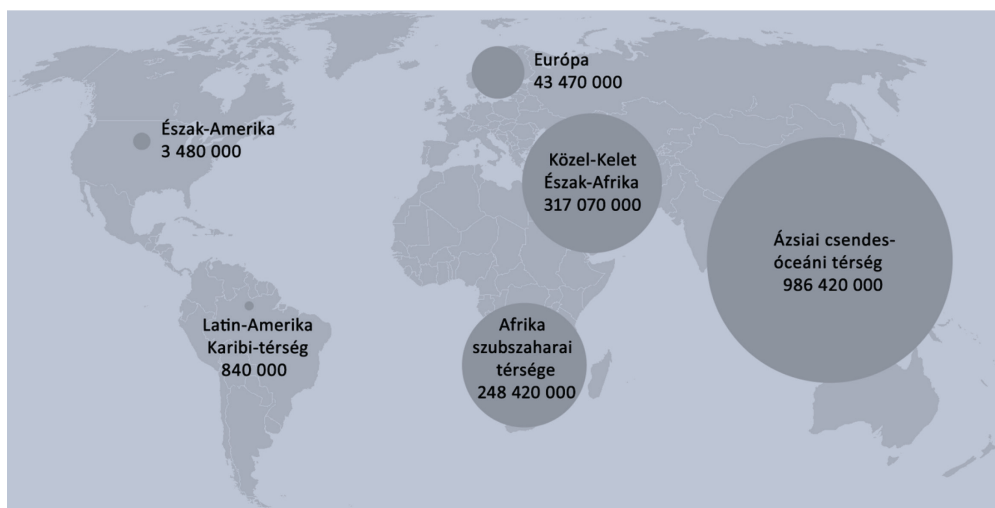 Európa
43 470 000
Észak-Amerika
3 480 000
Közel-Kelet
Észak-Afrika
317 070 000
Ázsiai csendes-
óceáni térség
986 420 000
Latin-Amerika
Karibi-térség
840 000
Afrika
szubszaharai
térsége
248 420 000